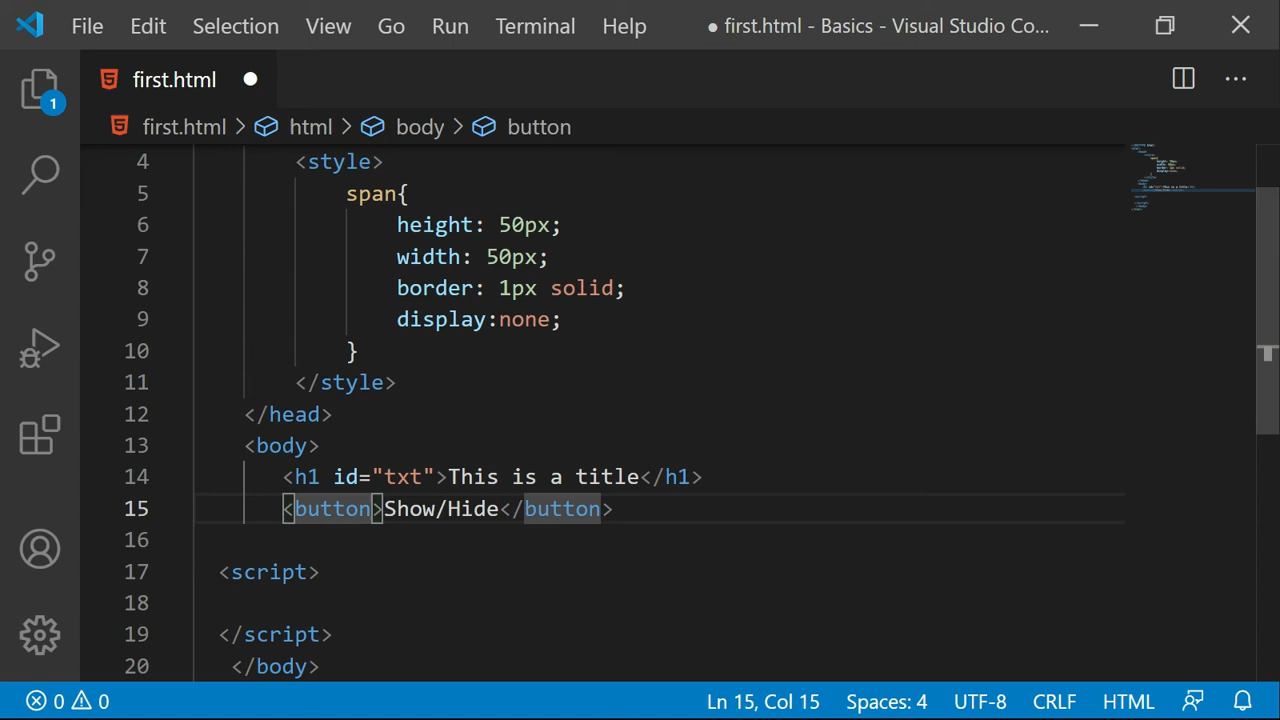 File Edit Selection View Go Run Terminal Help ● first.html - Basics - Visual Studio Co...
1
first.html ●
first.html > html > body > button
4 <style>
5 span{
6 height: 50px;
7 width: 50px;
8 border: 1px solid;
9 display:none;
10 }
11 </style>
12 </head>
13 <body>
14 <h1 id="txt">This is a title</h1>
15 <button>Show/Hide</button>
16
17 <script>
18
19 </script>
20 </body>
0 0 Ln 15, Col 15 Spaces: 4 UTF-8 CRLF HTML